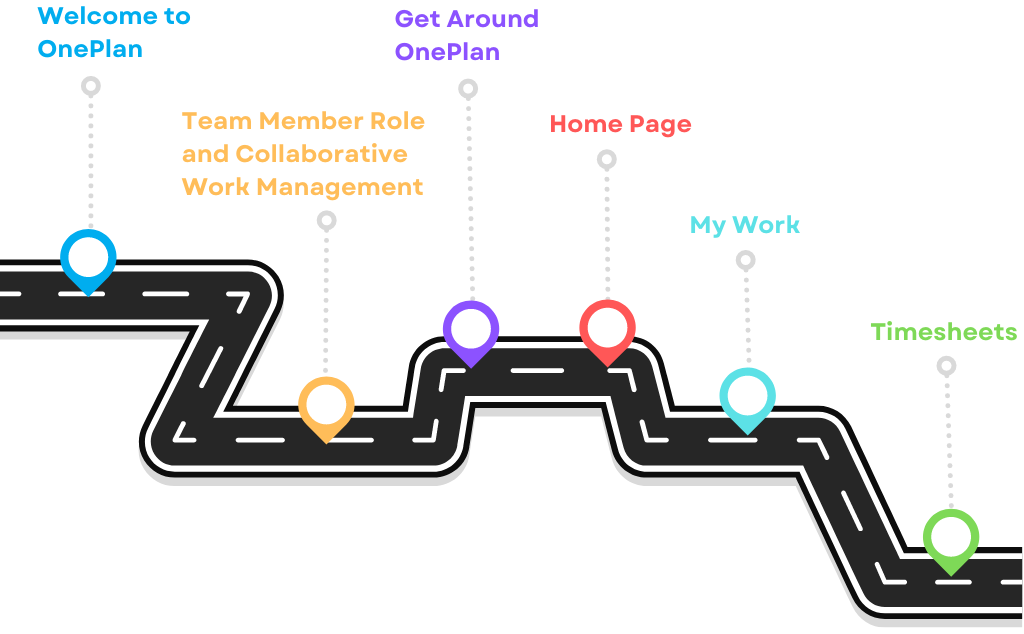 Welcome to
OnePlan
Team Member Role
and Collaborative
Work Management
Get Around
OnePlan
Home Page
My Work
Timesheets